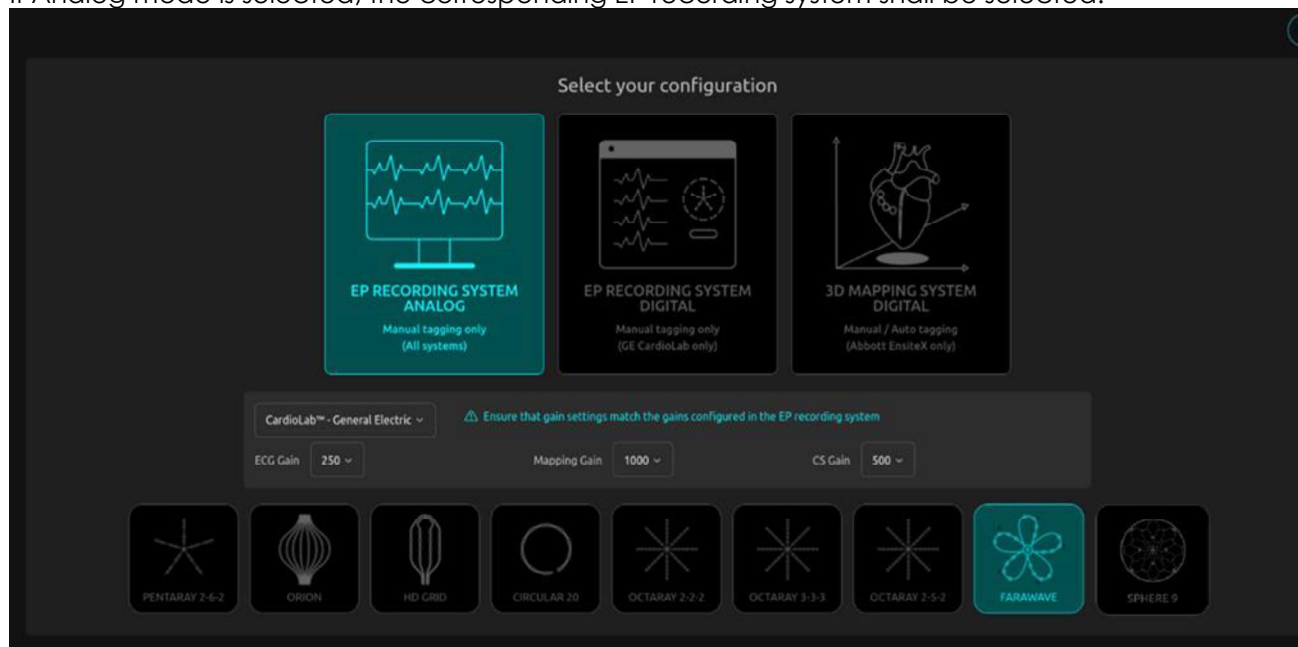 If Analog mode is selected, the corresponding EP recording system shall be selected.
Select your configuration
EP RECORDING SYSTEM
ANALOG
Manual tagging only
(All systems)
EP RECORDING SYSTEM
DIGITAL
Manual tagging only
(GE CardioLab only)
3D MAPPING SYSTEM
DIGITAL
Manual / Auto tagging
(Abbott EnsiteX only)
CardioLab™ - General Electric
⚠ Ensure that gain settings match the gains configured in the EP recording system
ECG Gain 250
Mapping Gain 1000
CS Gain 500
PENTARAY 2-6-2
ORION
HD GRID
CIRCULAR 20
OCTARAY 2-2-2
OCTARAY 3-3-3
OCTARAY 2-5-2
FARAWAVE
SPHERE 9